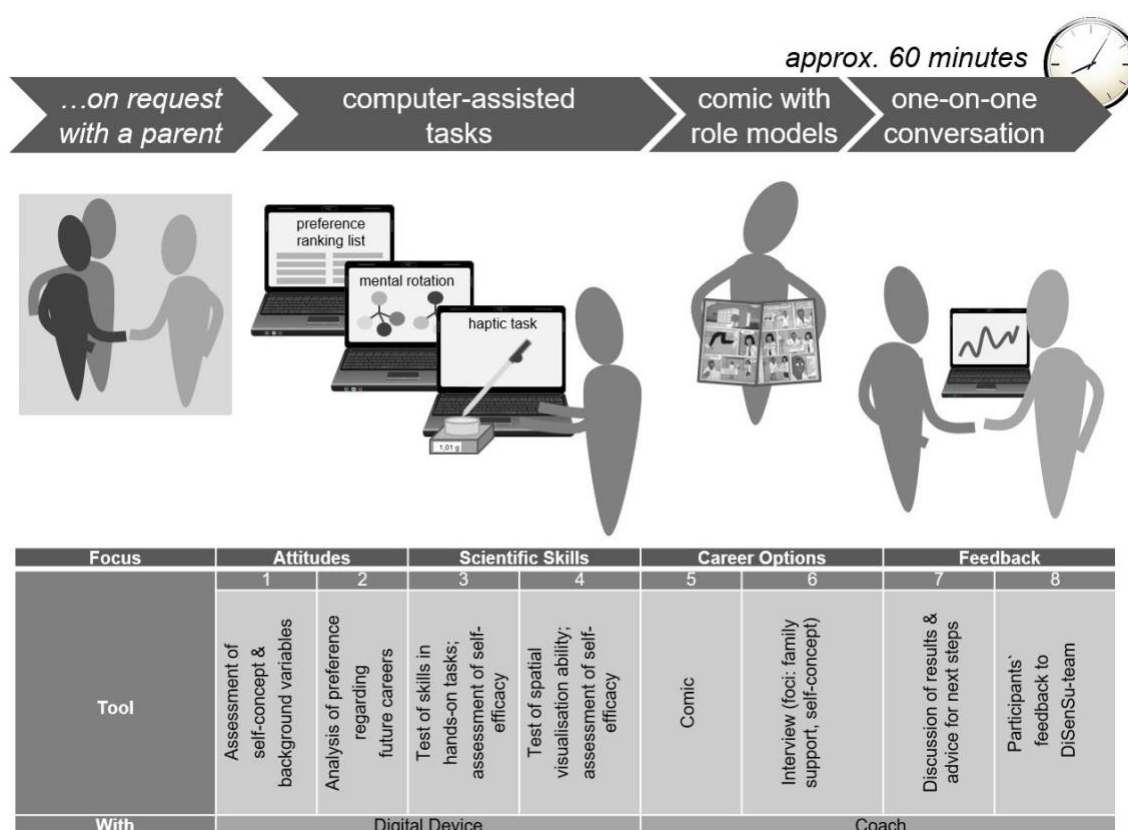 approx. 60 minutes
...on request
with a parent
computer-assisted
tasks
comic with
role models
one-on-one
conversation
preference
ranking list
mental rotation
haptic task
1,01 g
Focus
Attitudes
Scientific Skills
Career Options
Feedback
1
2
3
4
5
6
7
8
Tool
Assessment of
self-concept &
background variables
Analysis of preference
regarding
future careers
Test of skills in
hands-on tasks;
assessment of self-
efficacy
Test of spatial
visualisation ability;
assessment of self-
efficacy
Comic
Interview (foci: family
support, self-concept)
Discussion of results &
advice for next steps
Participants`
feedback to
DiSenSu-team
With
Digital Device
Coach